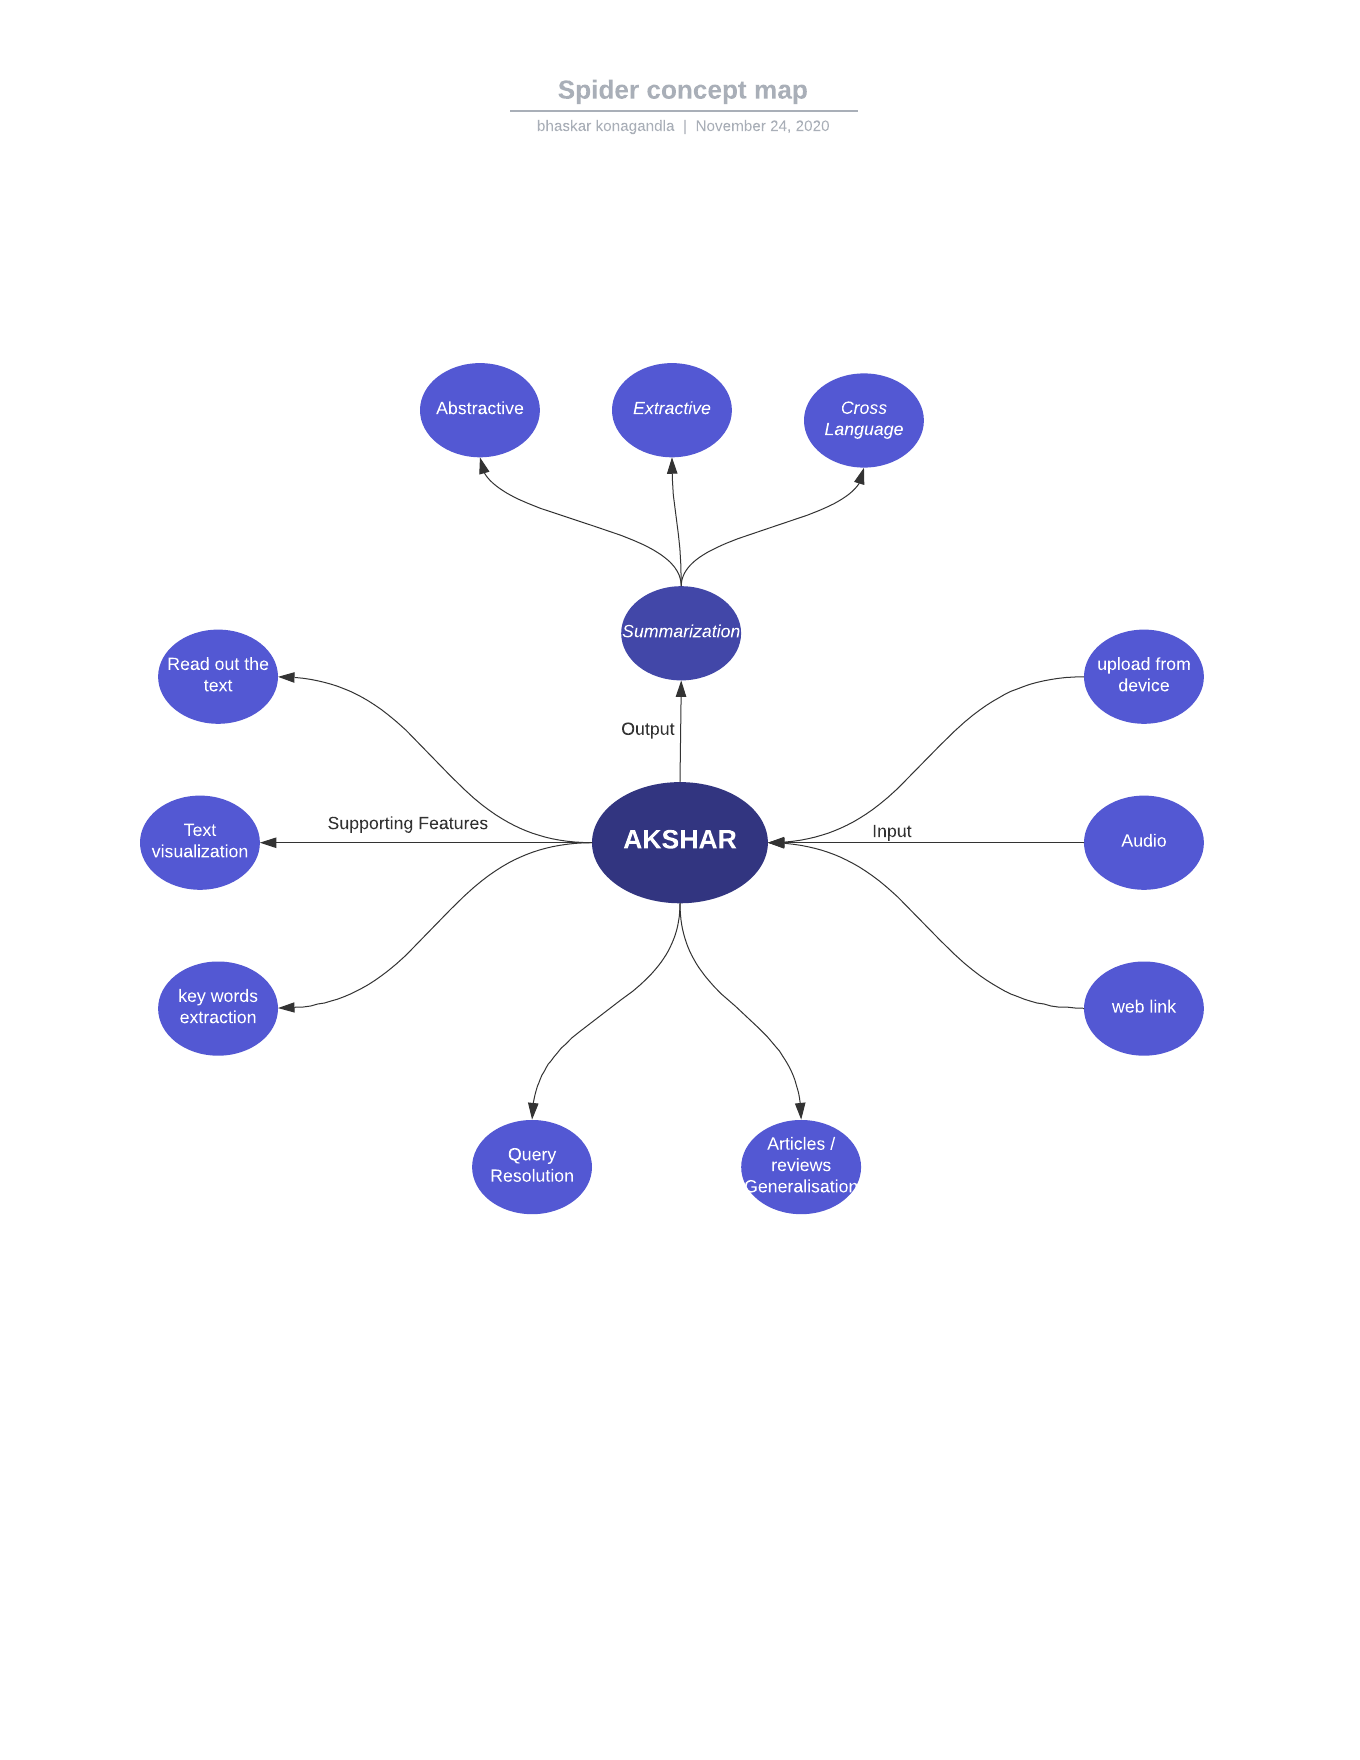 Spider concept map
bhaskar konagandla | November 24, 2020
Abstractive
Extractive
Cross
Language
Summarization
Read out the
text
upload from
device
Output
Supporting Features
Text
visualization
AKSHAR
Input
Audio
key words
extraction
web link
Query
Resolution
Articles /
reviews
Generalisation